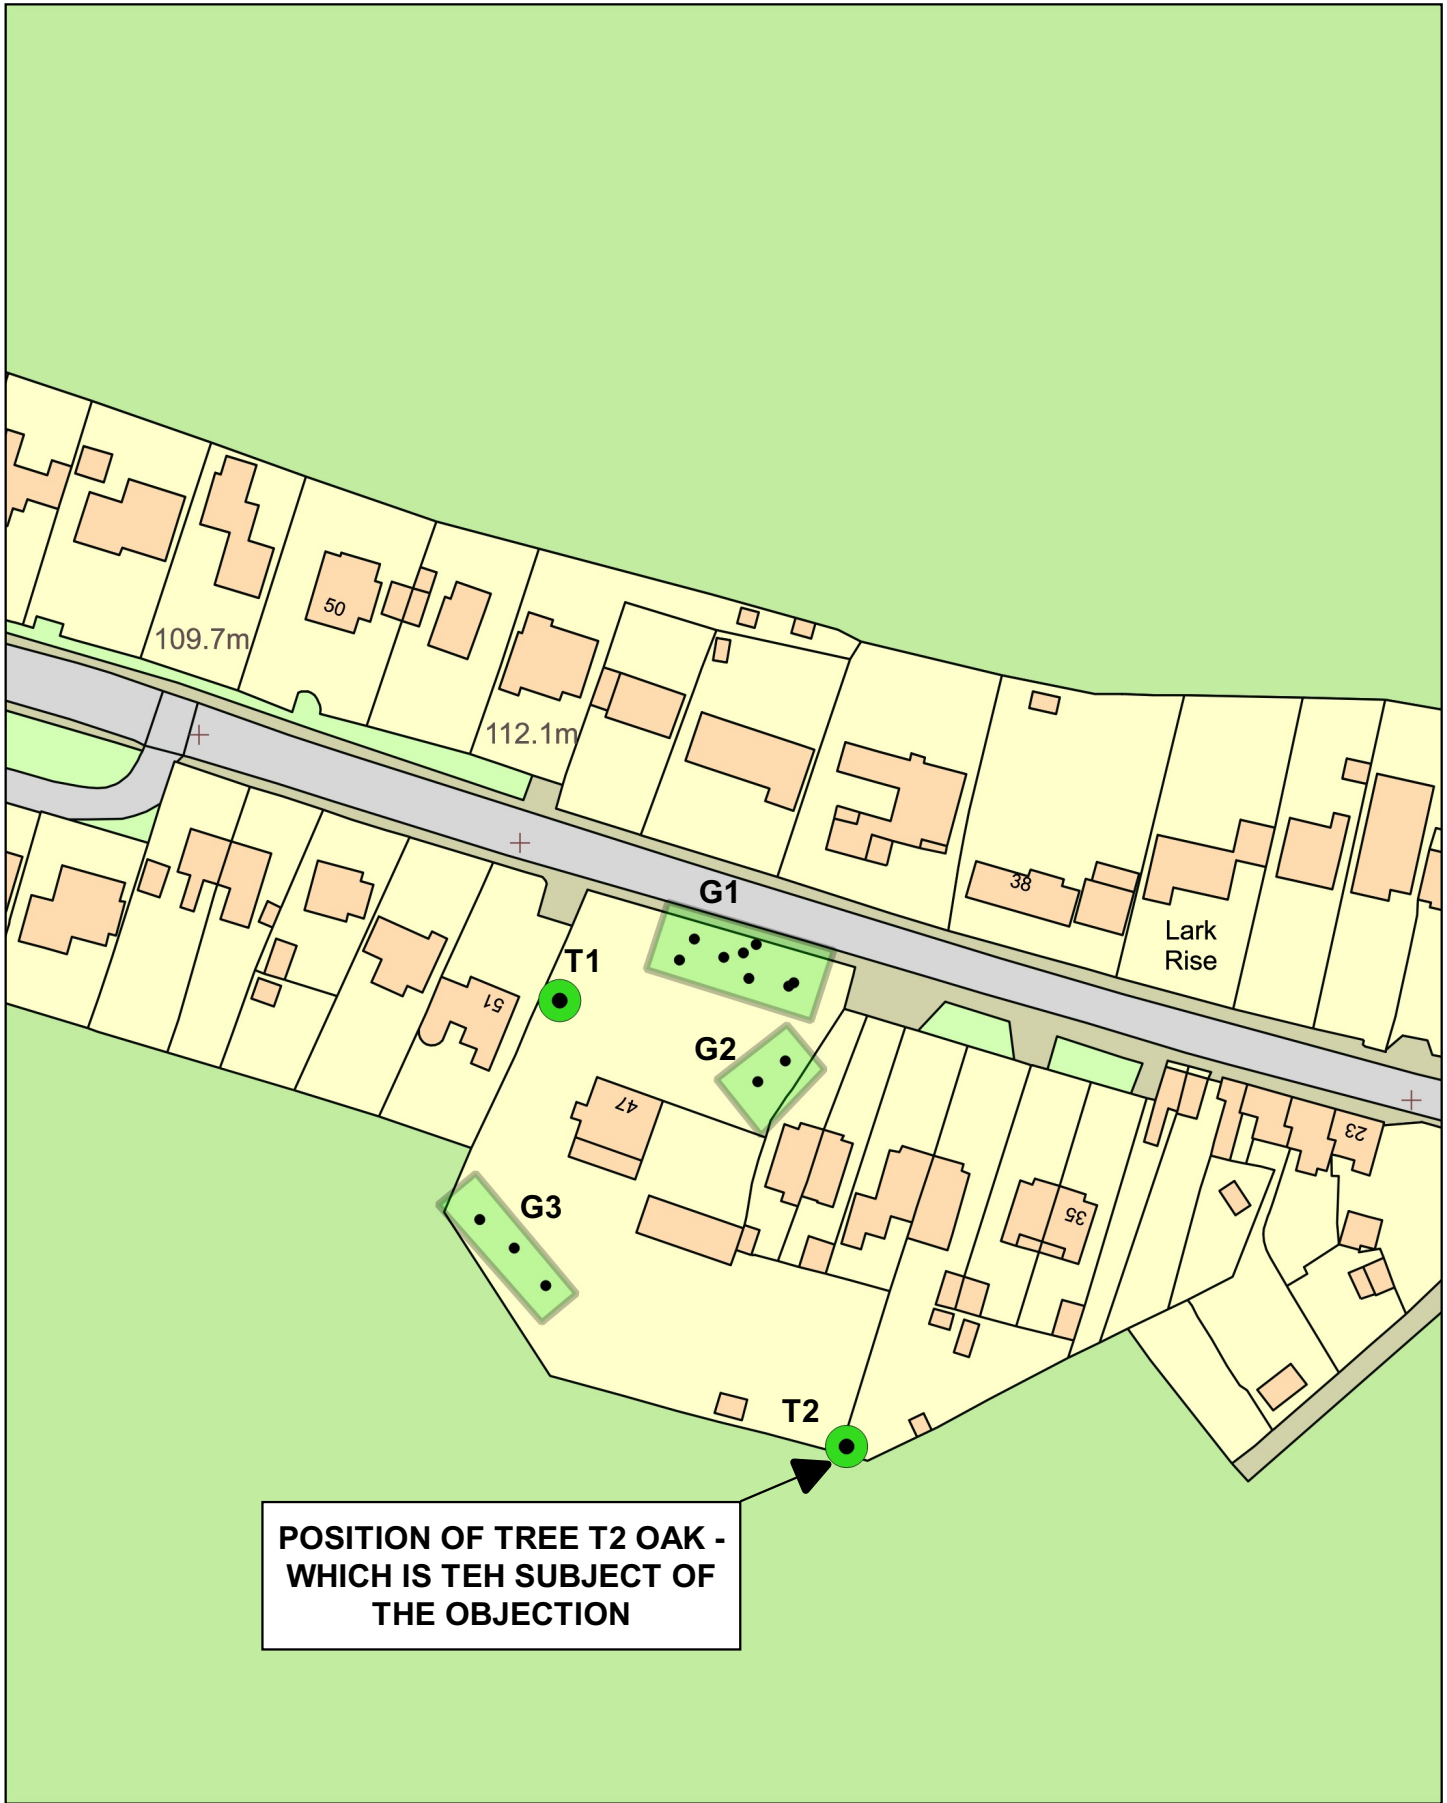 50
109.7m
112.1m
38
G1
Lark
Rise
T1
51
G2
47
23
G3
35
T2
POSITION OF TREE T2 OAK -
WHICH IS TEH SUBJECT OF
THE OBJECTION